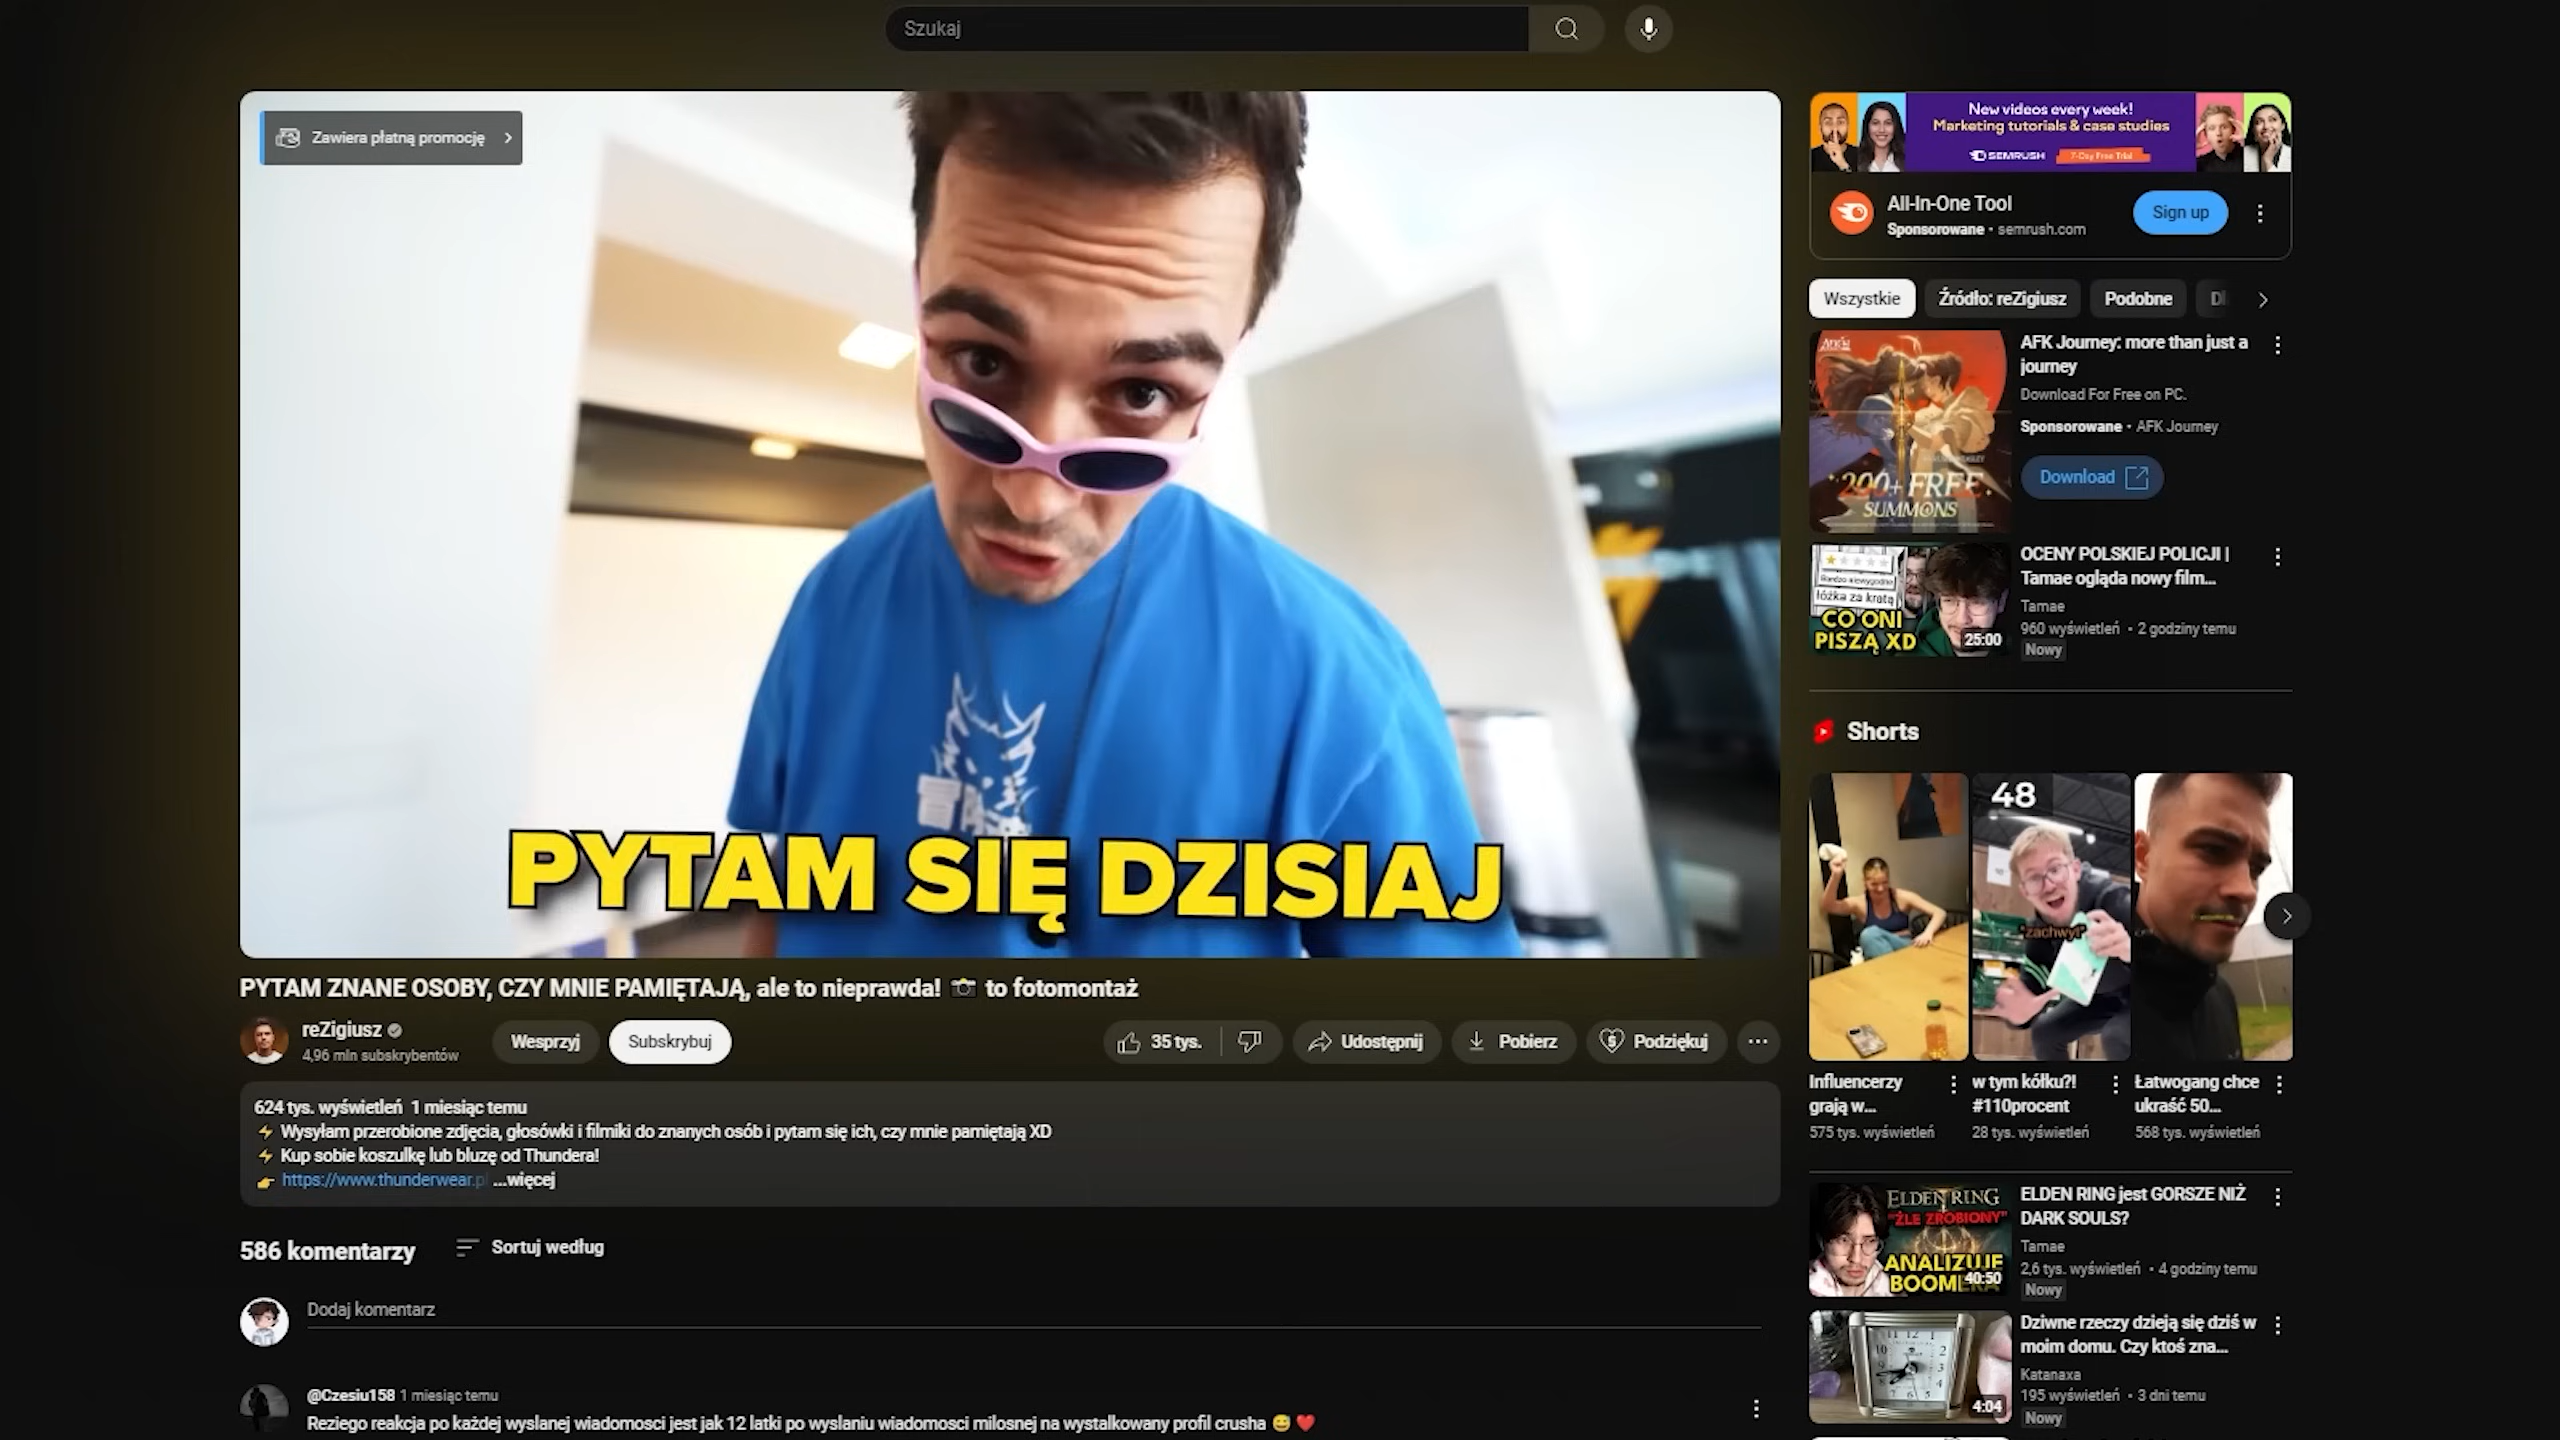 Szukaj
Zawiera płatną promocję
PYTAM SIĘ DZISIAJ
PYTAM ZNANE OSOBY, CZY MNIE PAMIĘTAJĄ, ale to nieprawda! 📸 to fotomontaż
reZigiusz
4,96 mln subskrybentów
Wesprzyj
Subskrybuj
35 tys.
Udostępnij
Pobierz
Podziękuj
624 tys. wyświetleń 1 miesiąc temu
⚡ Wysyłam przerobione zdjęcia, głosówki i filmiki do znanych osób i pytam się ich, czy mnie pamiętają XD
⚡ Kup sobie koszulkę lub bluzę od Thundera!
👉 https://www.thunderwear.p ...więcej
586 komentarzy
Sortuj według
Dodaj komentarz
@Czesiu158 1 miesiąc temu
Reziego reakcja po każdej wyslanej wiadomosci jest jak 12 latki po wyslaniu wiadomosci milosnej na wystalkowany profil crusha 😅 ❤️
New videos every week!
Marketing tutorials & case studies
SEMRUSH
7-Day Free Trial
All-In-One Tool
Sponsorowane • semrush.com
Sign up
Wszystkie
Źródło: reZigiusz
Podobne
200+ FREE
SUMMONS
AFK Journey: more than just a
journey
Download For Free on PC.
Sponsorowane • AFK Journey
Download
Bardzo niewygodne
łóżka za kratą
CO ONI
PISZĄ XD
25:00
OCENY POLSKIEJ POLICJI |
Tamae ogląda nowy film...
Tamae
960 wyświetleń • 2 godziny temu
Nowy
Shorts
48
"zachwyt"
Influencerzy
grają w...
575 tys. wyświetleń
w tym kółku?!
#110procent
28 tys. wyświetleń
Łatwogang chce
ukraść 50...
568 tys. wyświetleń
ELDEN RING
"ŹLE ZROBIONY"
ANALIZUJE
BOOMERA
40:50
ELDEN RING jest GORSZE NIŻ
DARK SOULS?
Tamae
2,6 tys. wyświetleń • 4 godziny temu
Nowy
4:04
Dziwne rzeczy dzieją się dziś w
moim domu. Czy ktoś zna...
Katanaxa
195 wyświetleń • 3 dni temu
Nowy